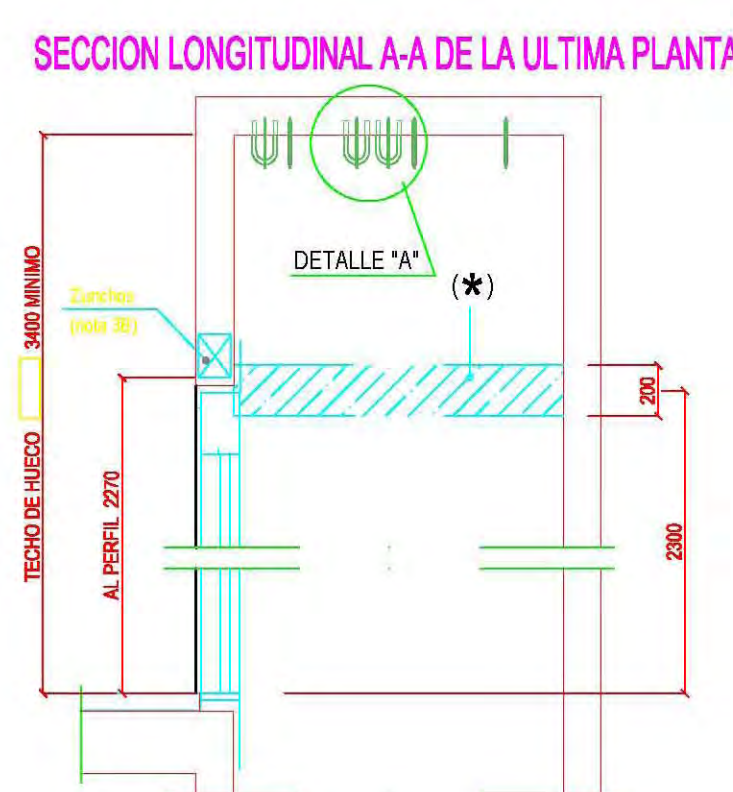 SECCION LONGITUDINAL A-A DE LA ULTIMA PLANTA
DETALLE "A"
(*)
Zunchos
(nota 3B)
TECHO DE HUECO 3400 MINIMO
AL PERFIL 2270
200
2300